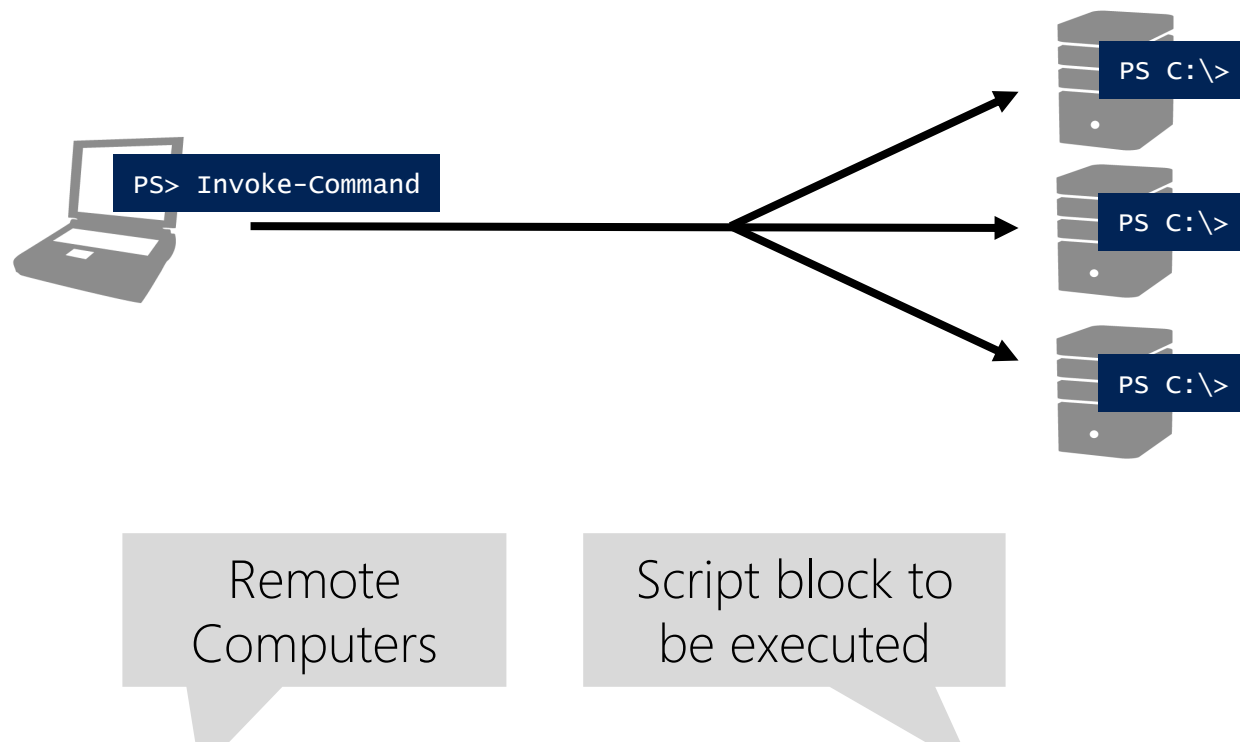 PS C:\>
PS> Invoke-Command
PS C:\>
PS C:\>
Remote
Computers
Script block to
be executed